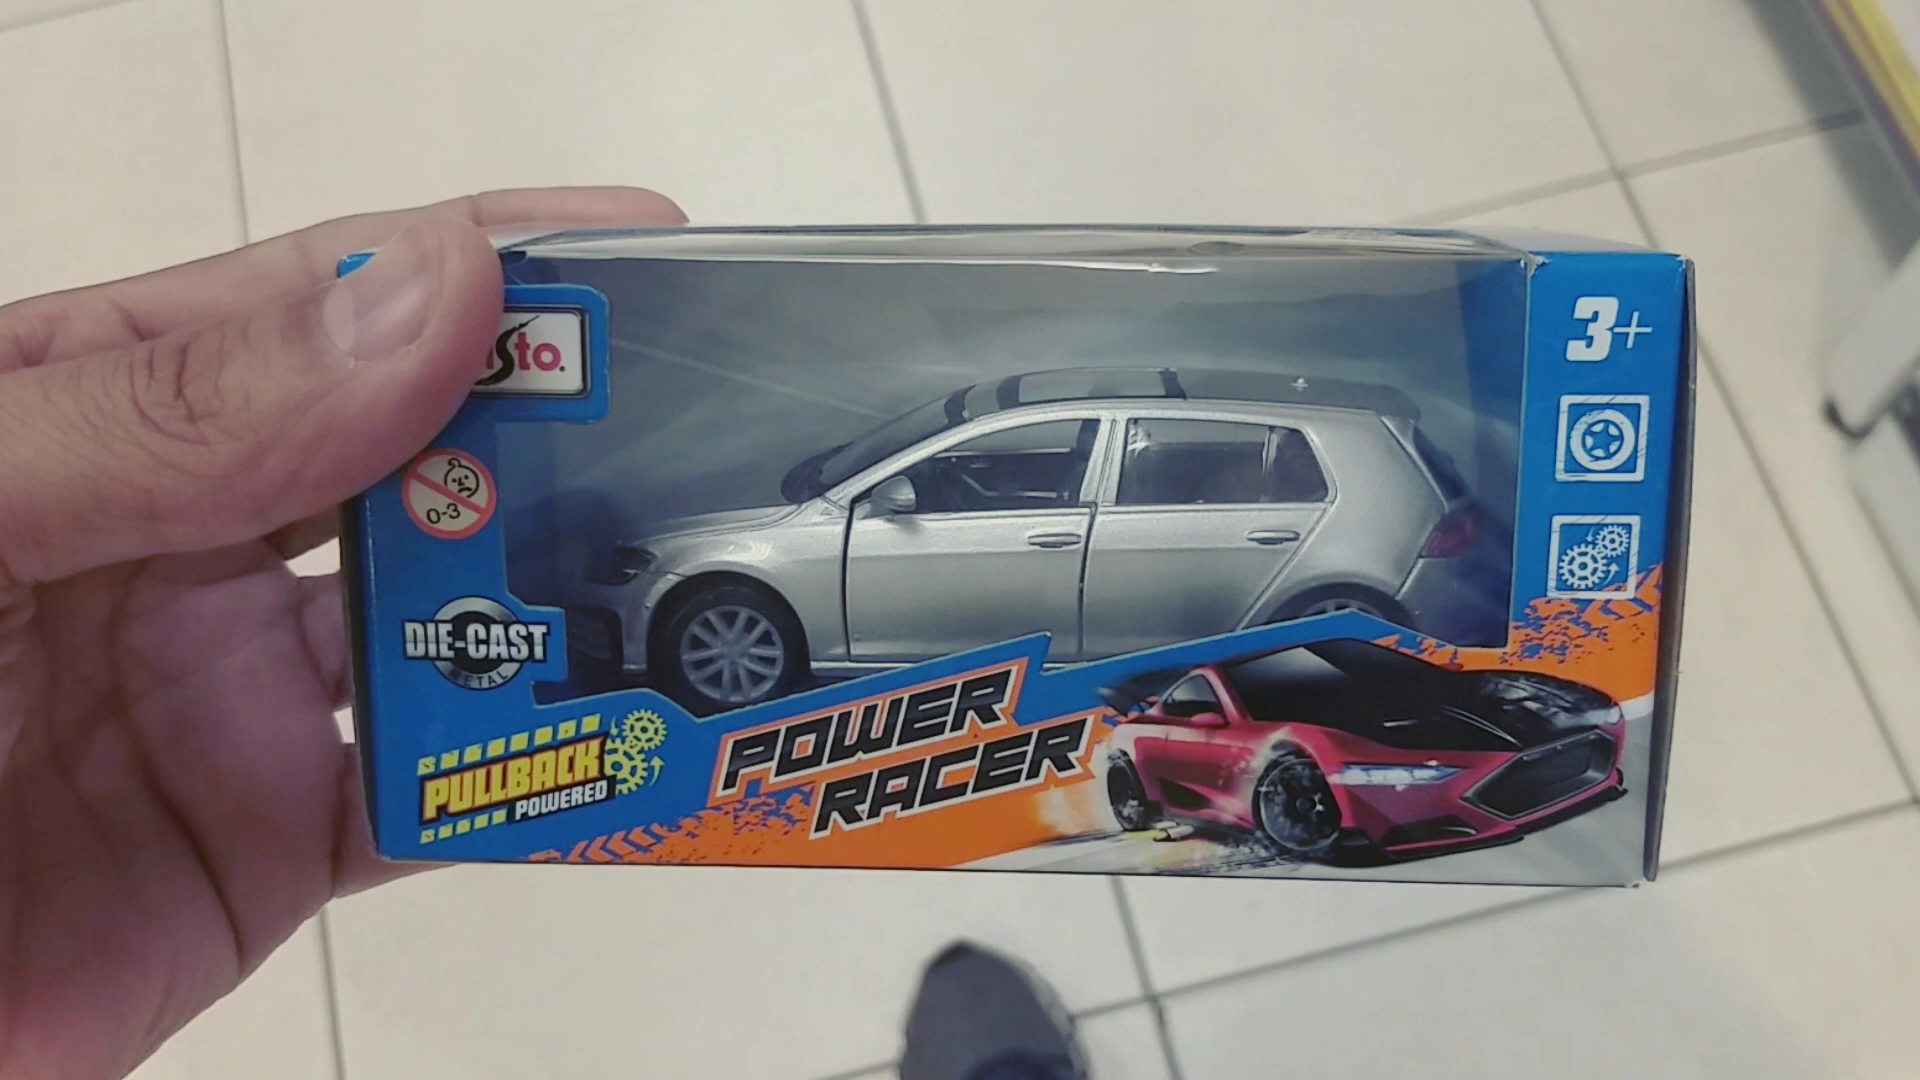 sto.
3+
0-3
DIE-CAST
METAL
PULLBACK
POWERED
POWER
RACER